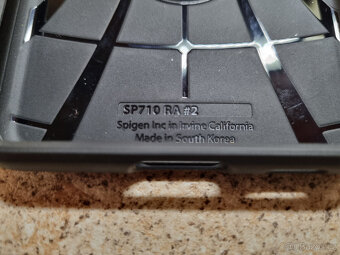 SP710 RA #2
Spigen Inc in Irvine California
Made in South Korea